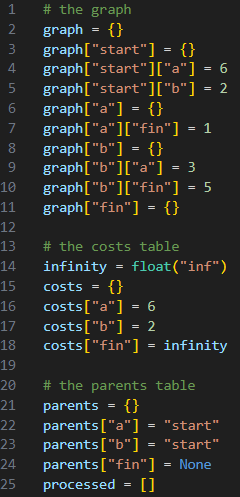 1 # the graph
2 graph = {}
3 graph["start"] = {}
4 graph["start"]["a"] = 6
5 graph["start"]["b"] = 2
6 graph["a"] = {}
7 graph["a"]["fin"] = 1
8 graph["b"] = {}
9 graph["b"]["a"] = 3
10 graph["b"]["fin"] = 5
11 graph["fin"] = {}
12
13 # the costs table
14 infinity = float("inf")
15 costs = {}
16 costs["a"] = 6
17 costs["b"] = 2
18 costs["fin"] = infinity
19
20 # the parents table
21 parents = {}
22 parents["a"] = "start"
23 parents["b"] = "start"
24 parents["fin"] = None
25 processed = []